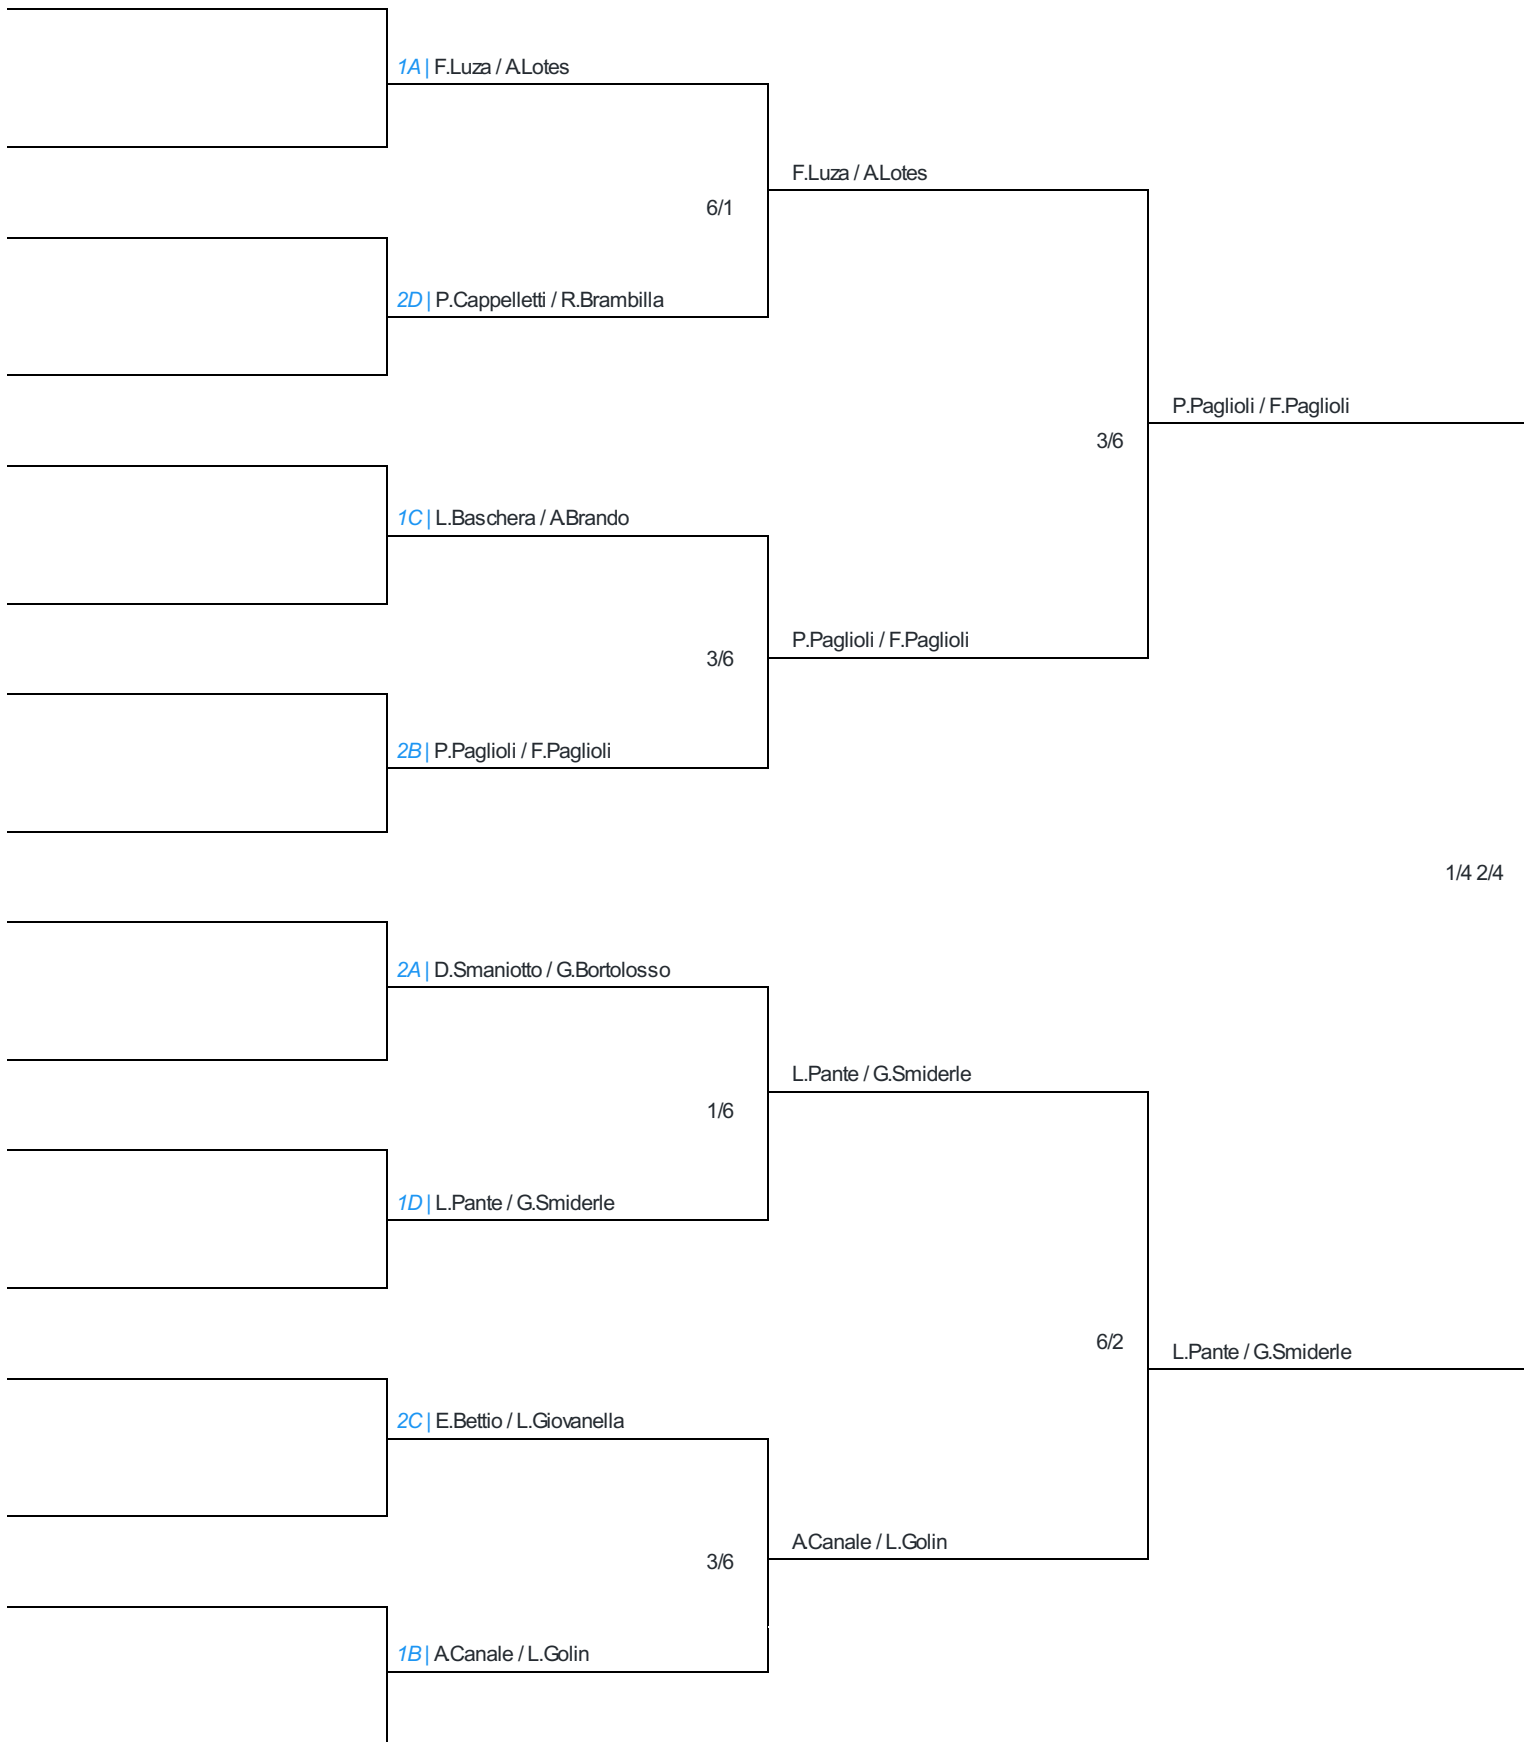 1A | F.Luza / A.Lotes
F.Luza / A.Lotes
6/1
2D | P.Cappelletti / R.Brambilla
P.Paglioli / F.Paglioli
3/6
1C | L.Baschera / A.Brando
P.Paglioli / F.Paglioli
3/6
2B | P.Paglioli / F.Paglioli
1/4 2/4
2A | D.Smaniotto / G.Bortolosso
L.Pante / G.Smiderle
1/6
1D | L.Pante / G.Smiderle
6/2
L.Pante / G.Smiderle
2C | E.Bettio / L.Giovanella
A.Canale / L.Golin
3/6
1B | A.Canale / L.Golin